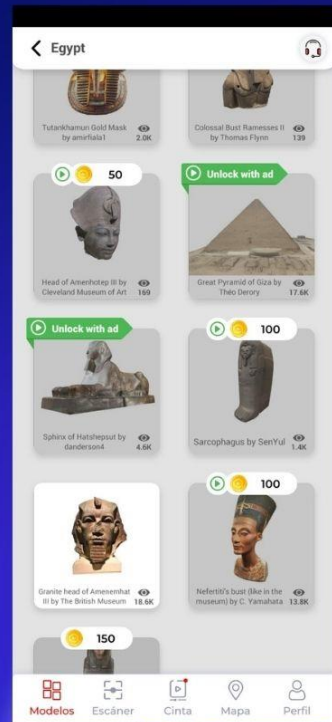 Egypt
Tutankhamun Gold Mask
by amirfialal
2.0K
Colossal Bust Ramesses II
by Thomas Flynn
139
50
Unlock with ad
Head of Amenhotep III by
Cleveland Museum of Art
169
Great Pyramid of Giza by
Théo Derory
17.6K
Unlock with ad
100
Sphinx of Hatshepsut by
danderson4
4.6K
Sarcophagus by SenYul
1.4K
100
Granite head of Amenemhat
III by The British Museum
18.6K
Nefertiti's bust (like in the
museum) by C. Yamahata
13.8K
150
Modelos
Escáner
Cinta
Mapa
Perfil